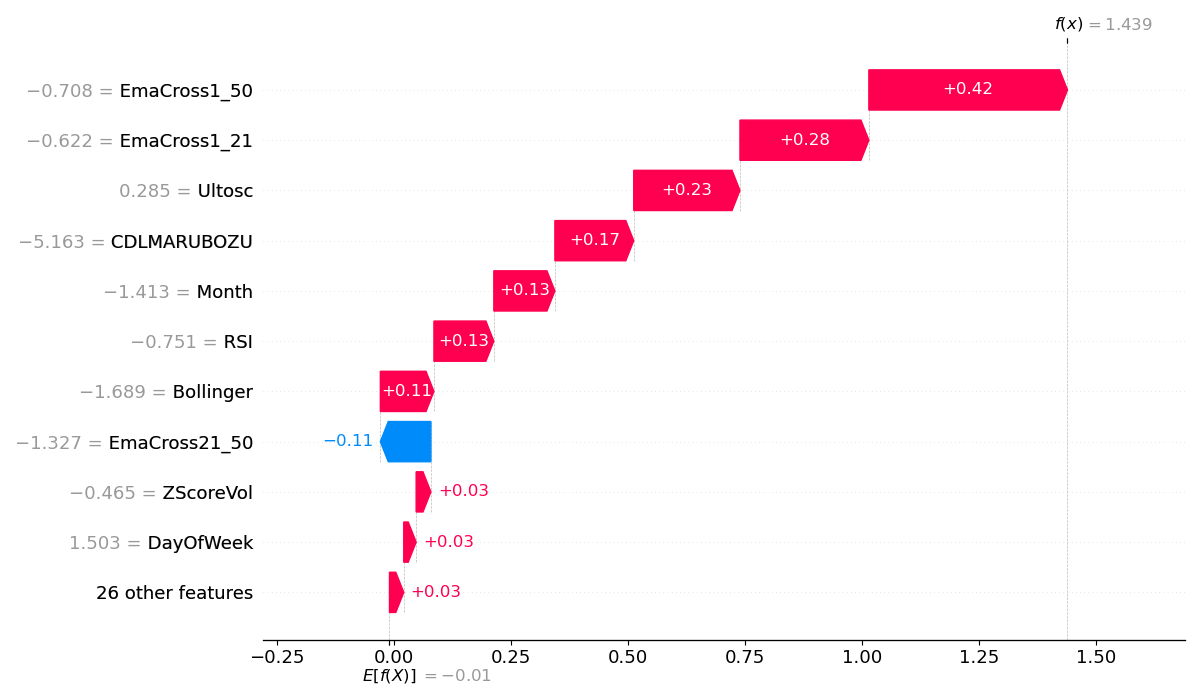 f(x) = 1.439
−0.708 = EmaCross1_50 +0.42
−0.622 = EmaCross1_21 +0.28
0.285 = Ultosc +0.23
−5.163 = CDLMARUBOZU +0.17
−1.413 = Month +0.13
−0.751 = RSI +0.13
−1.689 = Bollinger +0.11
−1.327 = EmaCross21_50 −0.11
−0.465 = ZScoreVol +0.03
1.503 = DayOfWeek +0.03
26 other features +0.03
−0.25 0.00 0.25 0.50 0.75 1.00 1.25 1.50
E[f(X)] = −0.01